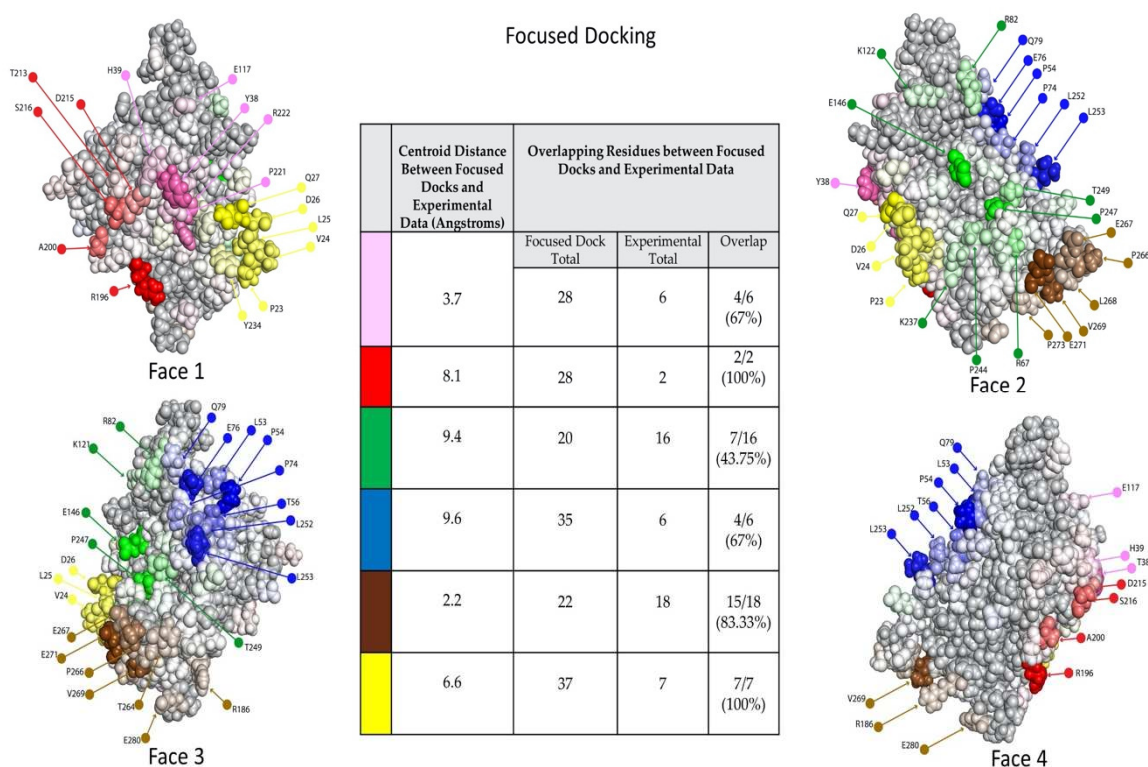 Focused Docking
T213
S216
D215
H39
E117
Y38
R222
P221
Q27
D26
L25
V24
P23
Y234
A200
R196
Face 1
Centroid Distance
Between Focused
Docks and
Experimental
Data (Angstroms)
Overlapping Residues between Focused
Docks and Experimental Data
Focused Dock
Total
Experimental
Total
Overlap
3.7
28
6
4/6
(67%)
8.1
28
2
2/2
(100%)
9.4
20
16
7/16
(43.75%)
9.6
35
6
4/6
(67%)
2.2
22
18
15/18
(83.33%)
6.6
37
7
7/7
(100%)
R82
K122
Q79
E76
P54
P74
L252
L253
E146
Y38
Q27
D26
V24
P23
K237
P244
R67
P273
E271
V269
L268
P266
E267
P247
T249
Face 2
R82
K121
Q79
E76
L53
P54
P74
T56
L252
L253
E146
P247
D26
L25
V24
E267
E271
P266
V269
T264
E280
R186
T249
Face 3
Q79
L53
P54
T56
L252
L253
E117
H39
T38
D215
S216
A200
R196
V269
R186
E280
Face 4